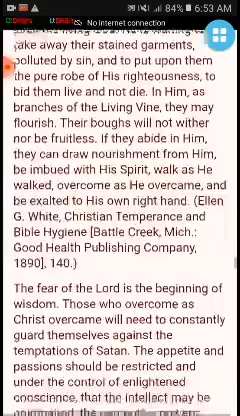 84% 6:53 AM
No internet connection
take away their stained garments,
polluted by sin, and to put upon them
the pure robe of His righteousness, to
bid them live and not die. In Him, as
branches of the Living Vine, they may
flourish. Their boughs will not wither
nor be fruitless. If they abide in Him,
they can draw nourishment from Him,
be imbued with His Spirit, walk as He
walked, overcome as He overcame, and
be exalted to His own right hand. (Ellen
G. White, Christian Temperance and
Bible Hygiene [Battle Creek, Mich.:
Good Health Publishing Company,
1890], 140.)
The fear of the Lord is the beginning of
wisdom. Those who overcome as
Christ overcame will need to constantly
guard themselves against the
temptations of Satan. The appetite and
passions should be restricted and
under the control of enlightened
conscience, that the intellect may be